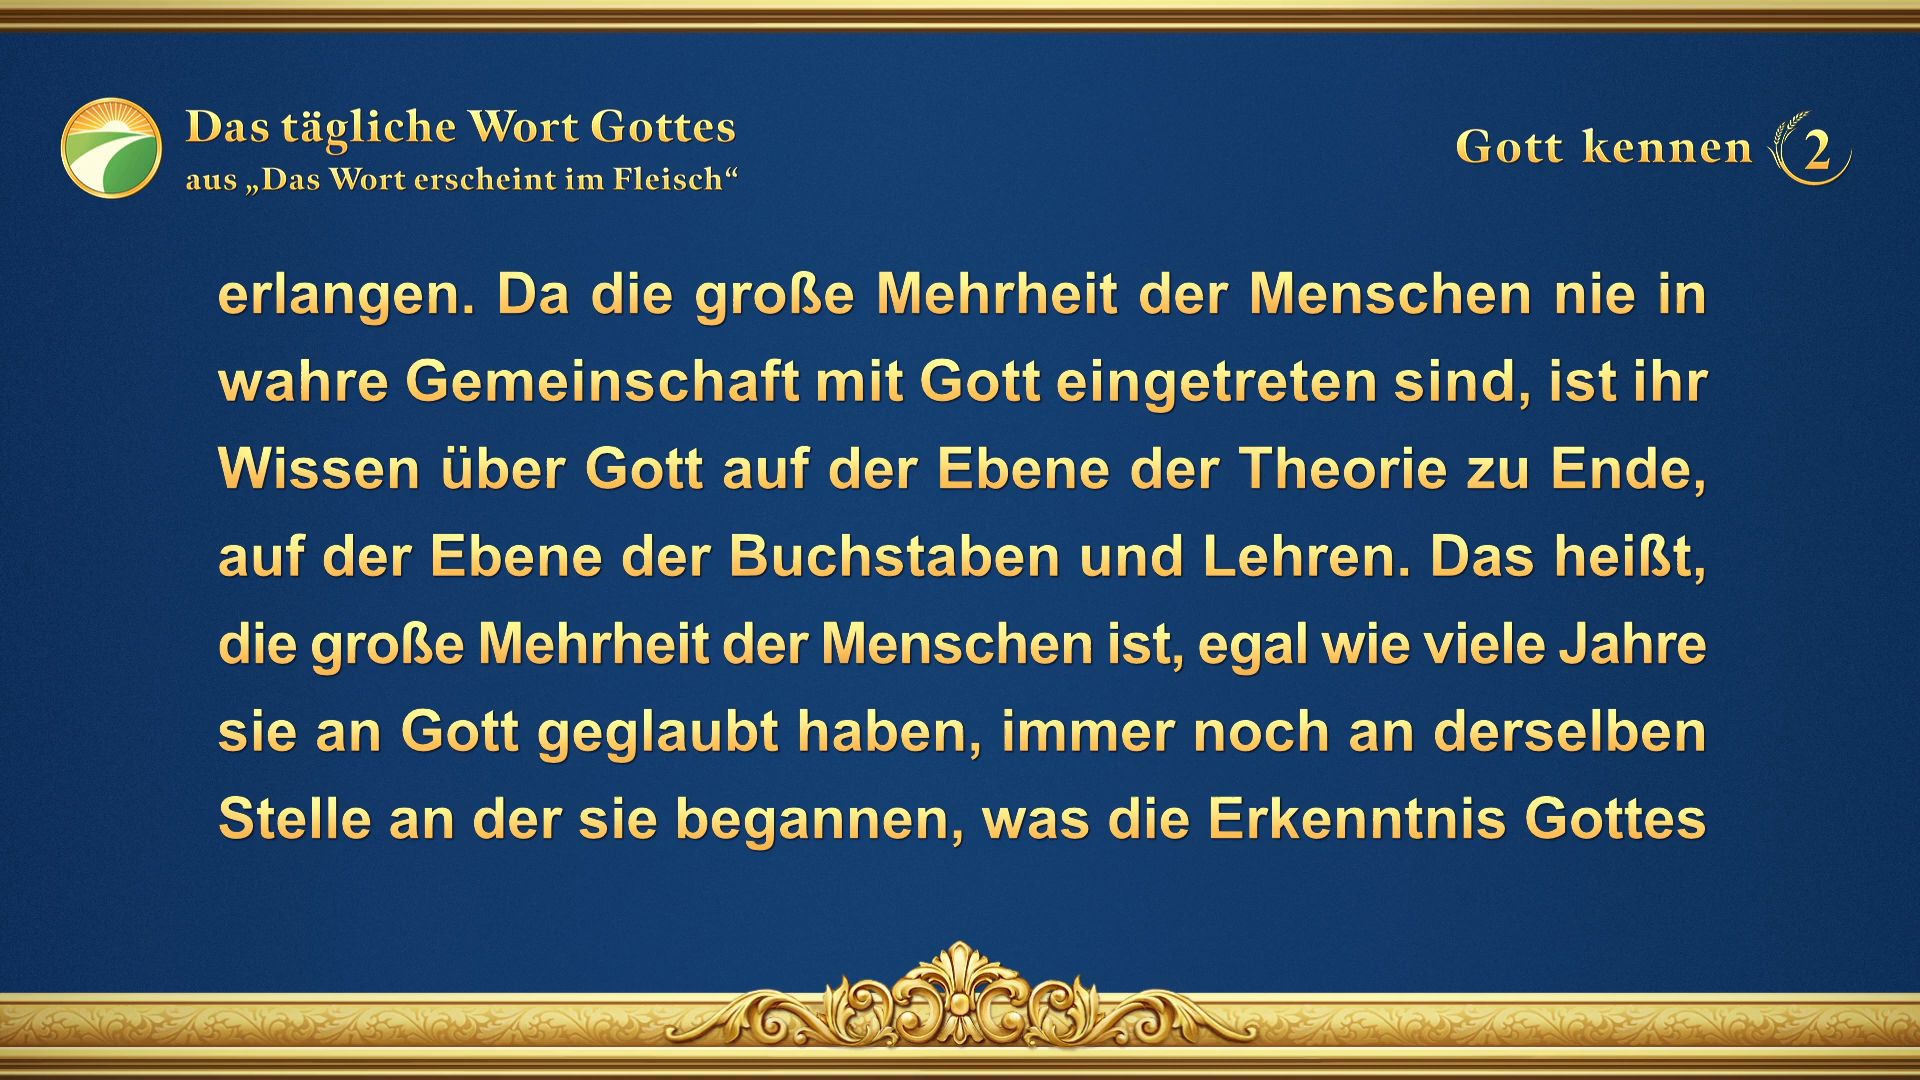 Das tägliche Wort Gottes
aus „Das Wort erscheint im Fleisch“
Gott kennen 2
erlangen. Da die große Mehrheit der Menschen nie in
wahre Gemeinschaft mit Gott eingetreten sind, ist ihr
Wissen über Gott auf der Ebene der Theorie zu Ende,
auf der Ebene der Buchstaben und Lehren. Das heißt,
die große Mehrheit der Menschen ist, egal wie viele Jahre
sie an Gott geglaubt haben, immer noch an derselben
Stelle an der sie begannen, was die Erkenntnis Gottes